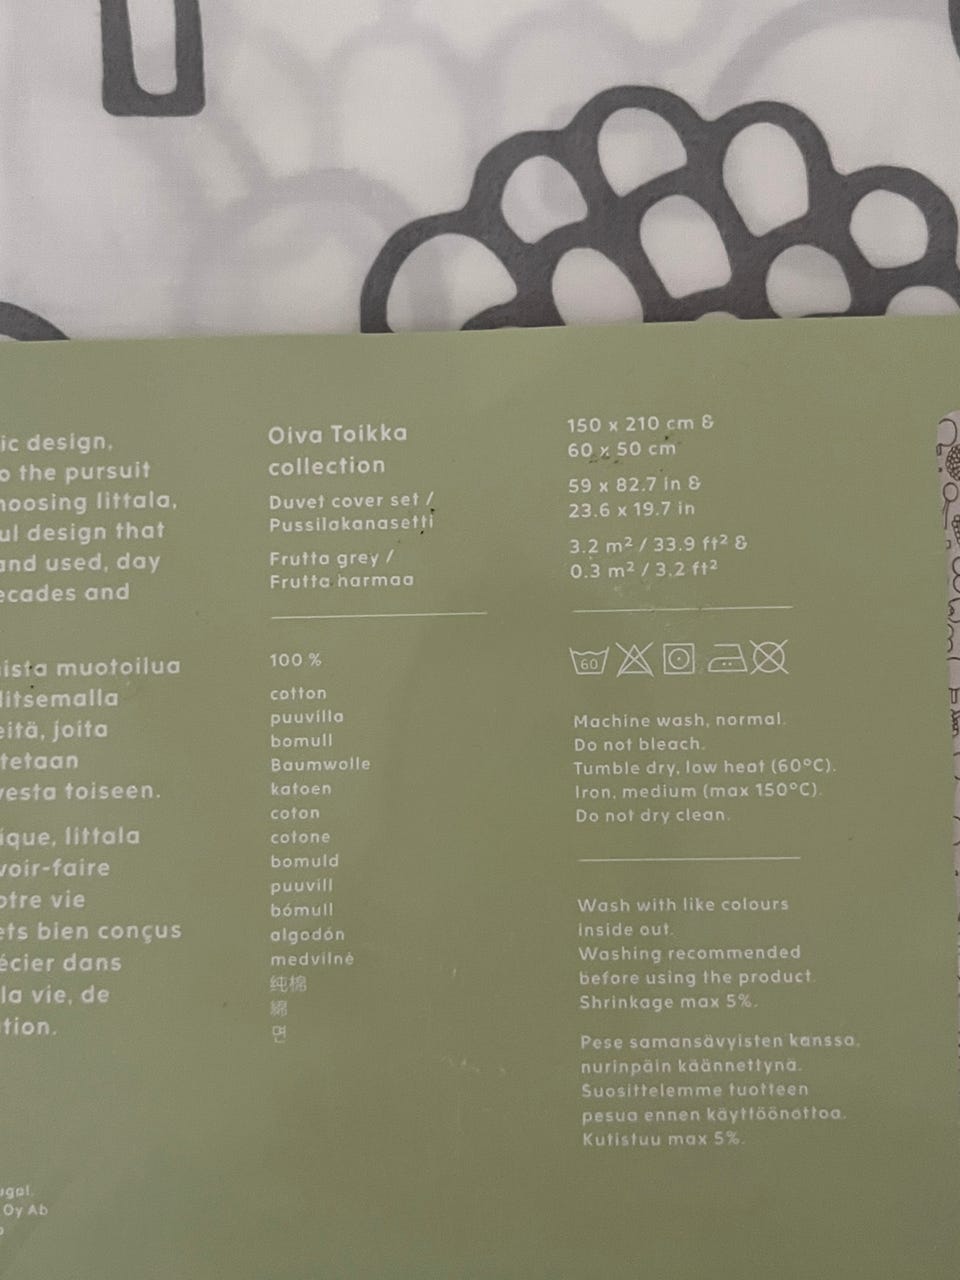 ic design,
o the pursuit
hoosing Iittala,
ul design that
and used, day
ecades and
ista muotoilua
litsemalla
eitä, joita
tetaan
vesta toiseen.
ique, Iittala
voir-faire
otre vie
ets bien conçus
écier dans
la vie, de
tion.
ugal.
Oy Ab
Oiva Toikka
collection
Duvet cover set /
Pussilakanasetti
Frutta grey /
Frutta harmaa
100 %
cotton
puuvilla
bomull
Baumwolle
katoen
coton
cotone
bomuld
puuvill
bómull
algodón
medvilnė
纯棉
綿
면
150 x 210 cm &
60 x 50 cm
59 x 82.7 in &
23.6 x 19.7 in
3.2 m² / 33.9 ft² &
0.3 m² / 3.2 ft²
60
Machine wash, normal.
Do not bleach.
Tumble dry, low heat (60°C).
Iron, medium (max 150°C).
Do not dry clean.
Wash with like colours
inside out.
Washing recommended
before using the product.
Shrinkage max 5%.
Pese samansävyisten kanssa,
nurinpäin käännettynä.
Suosittelemme tuotteen
pesua ennen käyttöönottoa.
Kutistuu max 5%.